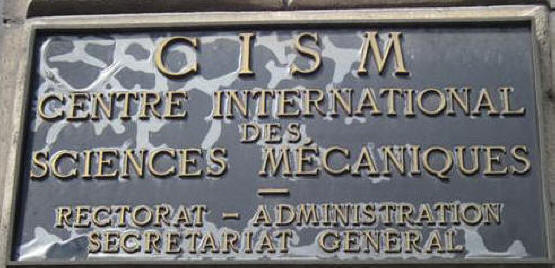 CISM
CENTRE INTERNATIONAL
DES
SCIENCES MÉCANIQUES
RECTORAT - ADMINISTRATION
SECRETARIAT GENERAL